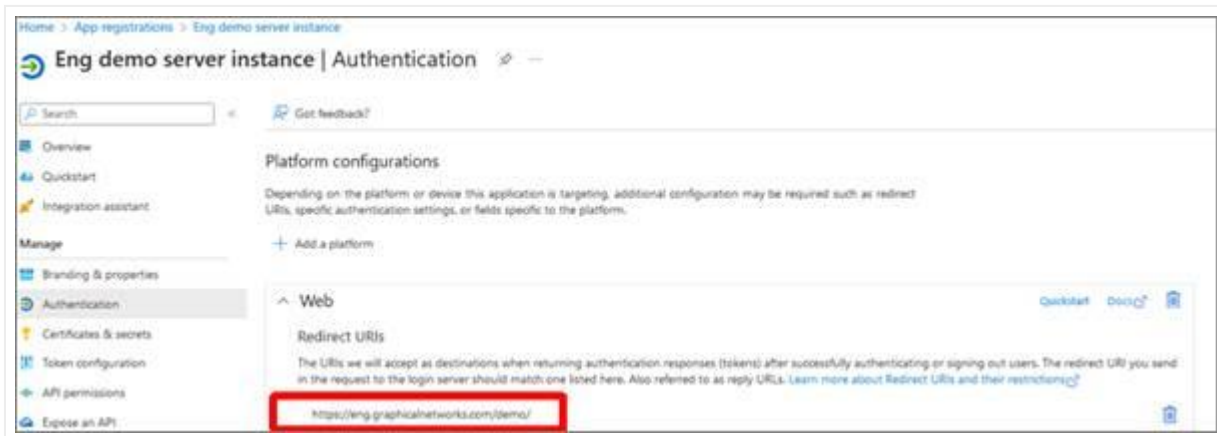 Home > App registrations > Eng demo server instance
Eng demo server instance | Authentication
Search
Got feedback?
Overview
Quickstart
Integration assistant
Platform configurations
Depending on the platform or device this application is targeting, additional configuration may be required such as redirect
URIs, specific authentication settings, or fields specific to the platform.
Add a platform
Manage
Branding & properties
Authentication
Certificates & secrets
Token configuration
API permissions
Expose an API
Web
Quickstart Docs
Redirect URIs
The URIs we will accept as destinations when returning authentication responses (tokens) after successfully authenticating or signing out users. The redirect URI you send
in the request to the login server should match one listed here. Also referred to as reply URLs. Learn more about Redirect URIs and their restrictions
https://eng.graphicalnetworks.com/demo/